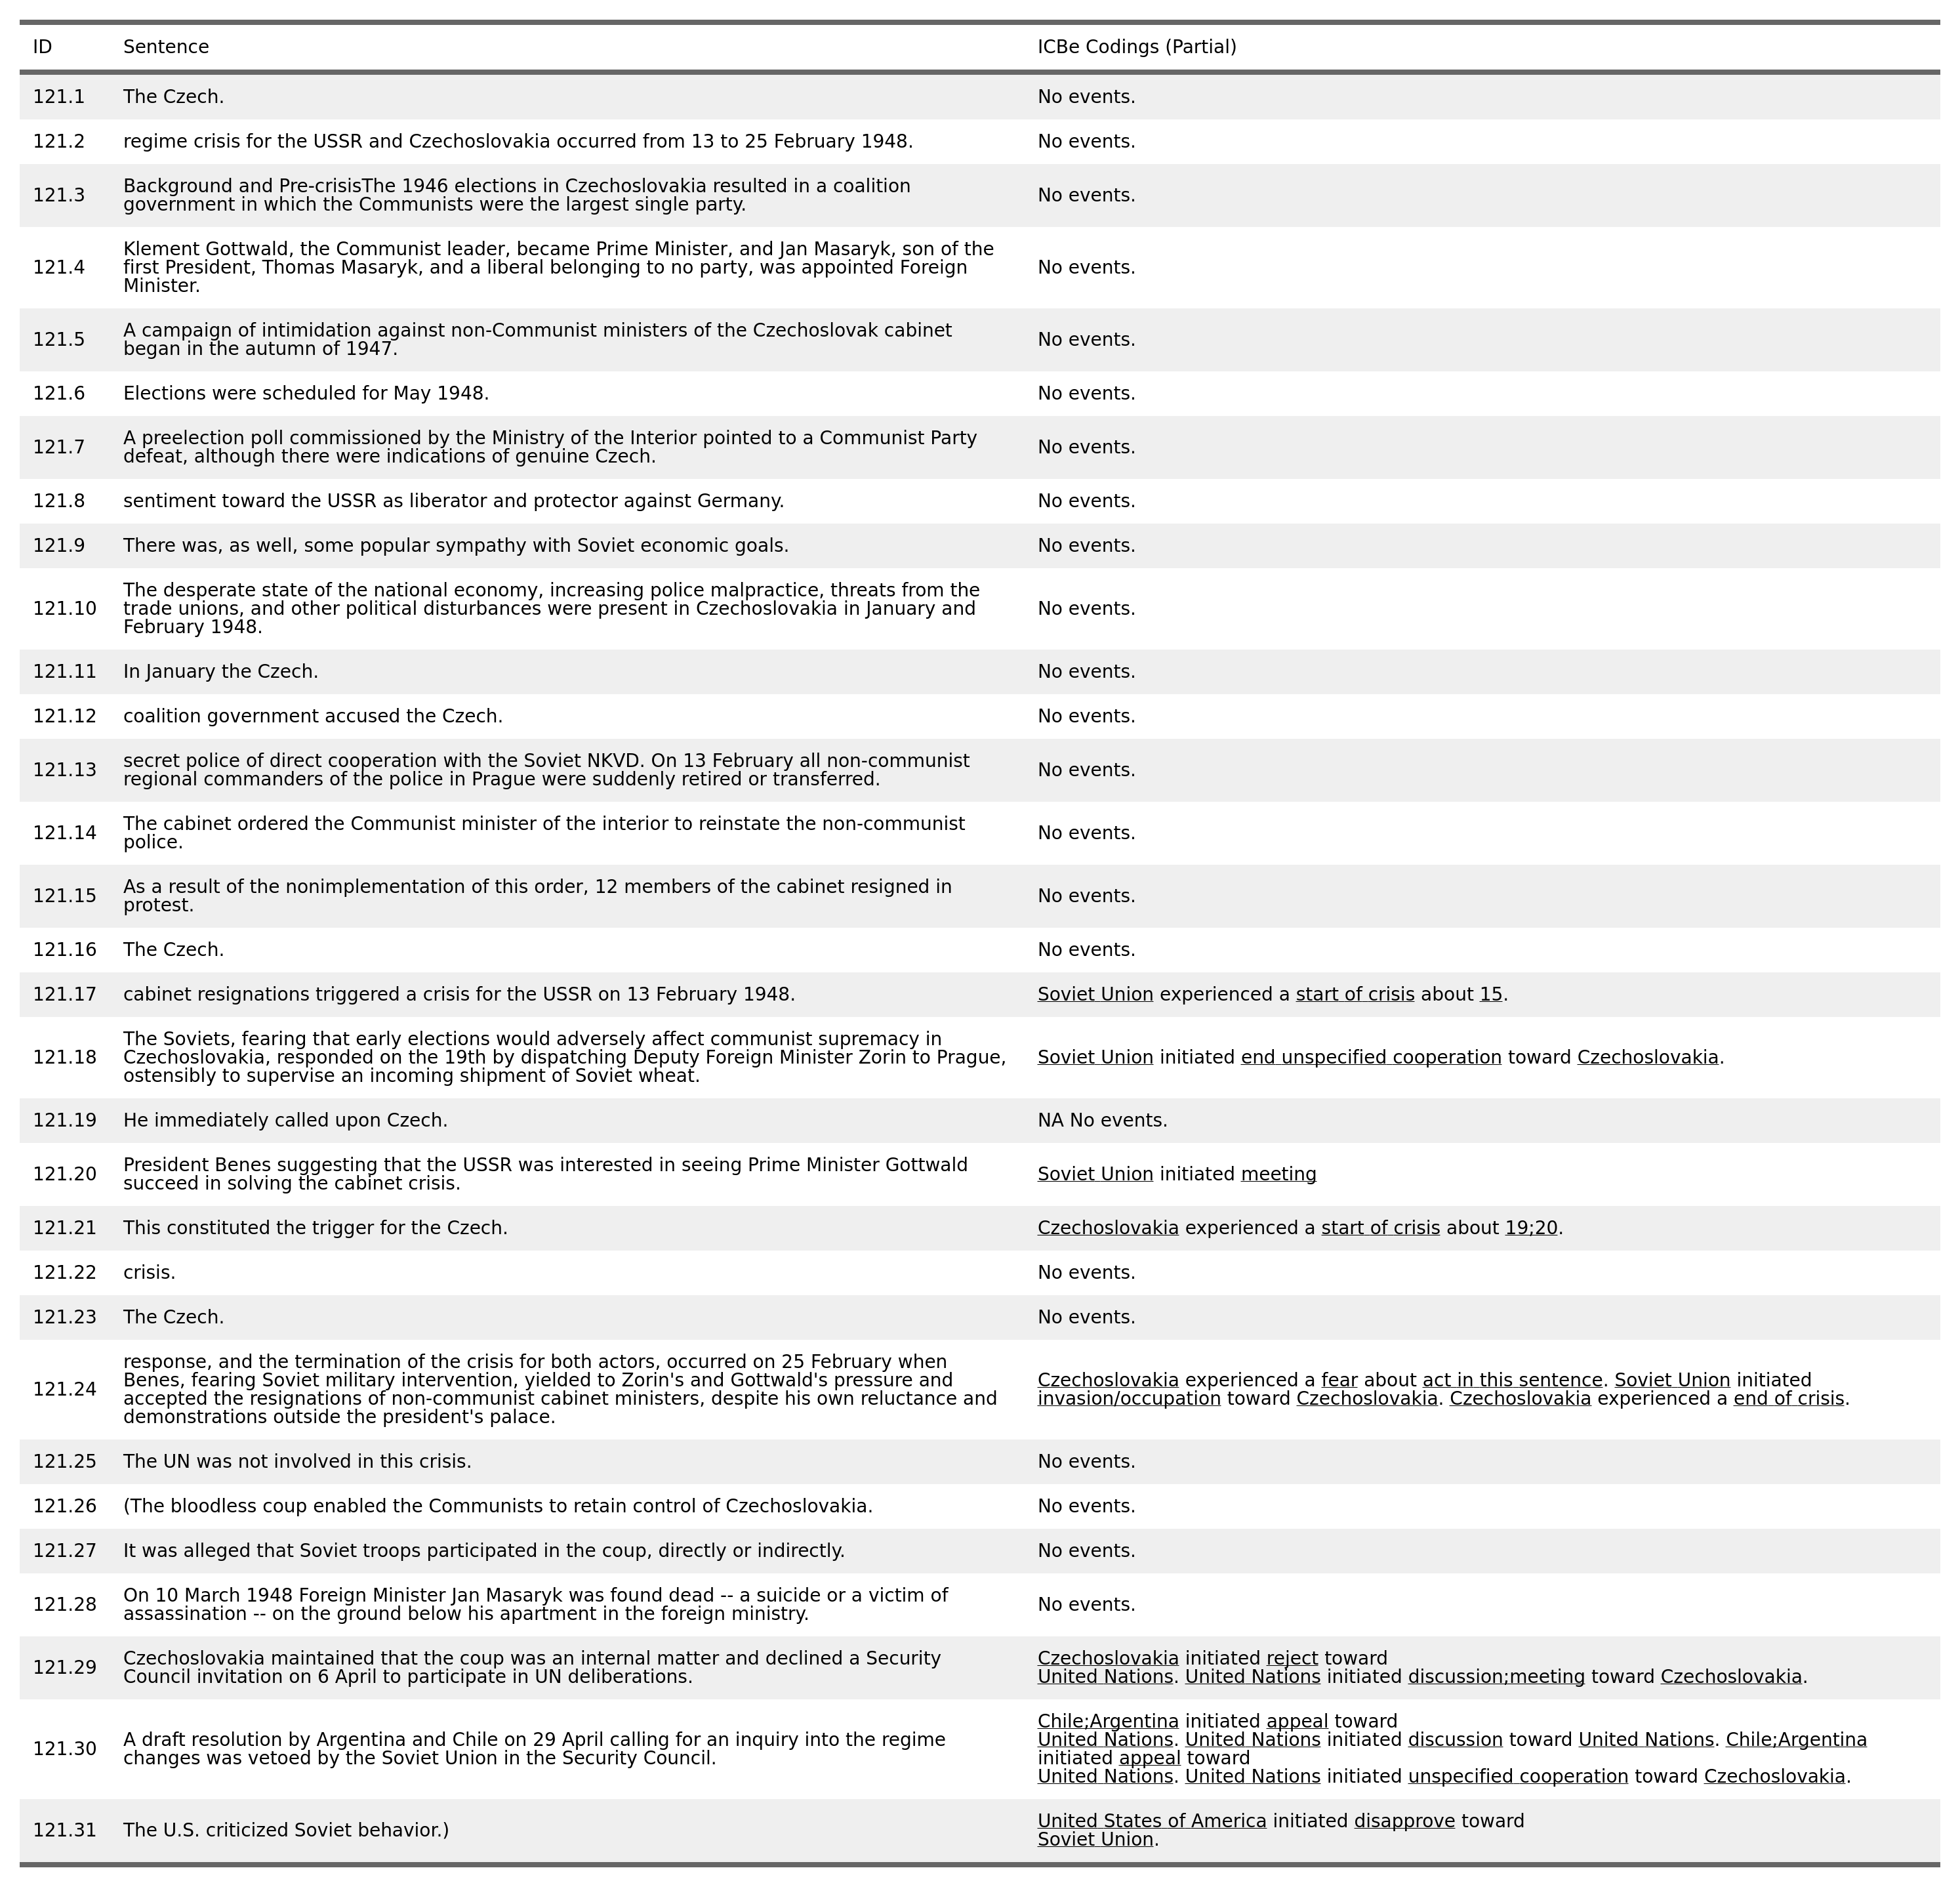 ID Sentence ICBe Codings (Partial)
121.1 The Czech. No events.
121.2 regime crisis for the USSR and Czechoslovakia occurred from 13 to 25 February 1948. No events.
121.3 Background and Pre-crisisThe 1946 elections in Czechoslovakia resulted in a coalition
government in which the Communists were the largest single party. No events.
121.4 Klement Gottwald, the Communist leader, became Prime Minister, and Jan Masaryk, son of the
first President, Thomas Masaryk, and a liberal belonging to no party, was appointed Foreign
Minister. No events.
121.5 A campaign of intimidation against non-Communist ministers of the Czechoslovak cabinet
began in the autumn of 1947. No events.
121.6 Elections were scheduled for May 1948. No events.
121.7 A preelection poll commissioned by the Ministry of the Interior pointed to a Communist Party
defeat, although there were indications of genuine Czech. No events.
121.8 sentiment toward the USSR as liberator and protector against Germany. No events.
121.9 There was, as well, some popular sympathy with Soviet economic goals. No events.
121.10 The desperate state of the national economy, increasing police malpractice, threats from the
trade unions, and other political disturbances were present in Czechoslovakia in January and
February 1948. No events.
121.11 In January the Czech. No events.
121.12 coalition government accused the Czech. No events.
121.13 secret police of direct cooperation with the Soviet NKVD. On 13 February all non-communist
regional commanders of the police in Prague were suddenly retired or transferred. No events.
121.14 The cabinet ordered the Communist minister of the interior to reinstate the non-communist
police. No events.
121.15 As a result of the nonimplementation of this order, 12 members of the cabinet resigned in
protest. No events.
121.16 The Czech. No events.
121.17 cabinet resignations triggered a crisis for the USSR on 13 February 1948. Soviet Union experienced a start of crisis about 15.
121.18 The Soviets, fearing that early elections would adversely affect communist supremacy in
Czechoslovakia, responded on the 19th by dispatching Deputy Foreign Minister Zorin to Prague,
ostensibly to supervise an incoming shipment of Soviet wheat. Soviet Union initiated end unspecified cooperation toward Czechoslovakia.
121.19 He immediately called upon Czech. NA No events.
121.20 President Benes suggesting that the USSR was interested in seeing Prime Minister Gottwald
succeed in solving the cabinet crisis. Soviet Union initiated meeting
121.21 This constituted the trigger for the Czech. Czechoslovakia experienced a start of crisis about 19;20.
121.22 crisis. No events.
121.23 The Czech. No events.
121.24 response, and the termination of the crisis for both actors, occurred on 25 February when
Benes, fearing Soviet military intervention, yielded to Zorin's and Gottwald's pressure and
accepted the resignations of non-communist cabinet ministers, despite his own reluctance and
demonstrations outside the president's palace. Czechoslovakia experienced a fear about act in this sentence. Soviet Union initiated
invasion/occupation toward Czechoslovakia. Czechoslovakia experienced a end of crisis.
121.25 The UN was not involved in this crisis. No events.
121.26 (The bloodless coup enabled the Communists to retain control of Czechoslovakia. No events.
121.27 It was alleged that Soviet troops participated in the coup, directly or indirectly. No events.
121.28 On 10 March 1948 Foreign Minister Jan Masaryk was found dead -- a suicide or a victim of
assassination -- on the ground below his apartment in the foreign ministry. No events.
121.29 Czechoslovakia maintained that the coup was an internal matter and declined a Security
Council invitation on 6 April to participate in UN deliberations. Czechoslovakia initiated reject toward
United Nations. United Nations initiated discussion;meeting toward Czechoslovakia.
121.30 A draft resolution by Argentina and Chile on 29 April calling for an inquiry into the regime
changes was vetoed by the Soviet Union in the Security Council. Chile;Argentina initiated appeal toward
United Nations. United Nations initiated discussion toward United Nations. Chile;Argentina
initiated appeal toward
United Nations. United Nations initiated unspecified cooperation toward Czechoslovakia.
121.31 The U.S. criticized Soviet behavior.) United States of America initiated disapprove toward
Soviet Union.